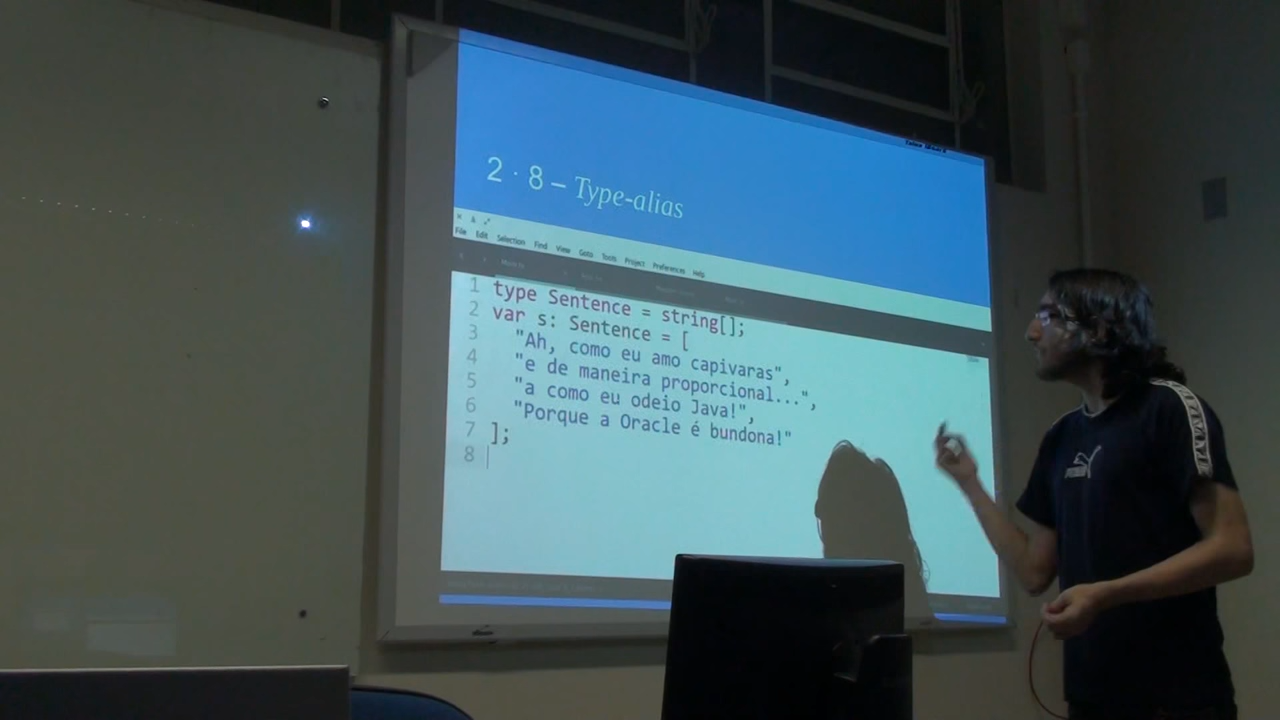 2 · 8 – Type-alias
File Edit Selection Find View Goto Tools Project Preferences Help
1 type Sentence = string[];
2 var s: Sentence = [
3 "Ah, como eu amo capivaras",
4 "e de maneira proporcional...",
5 "a como eu odeio Java!",
6 "Porque a Oracle é bundona!"
7 ];
8
PUMA